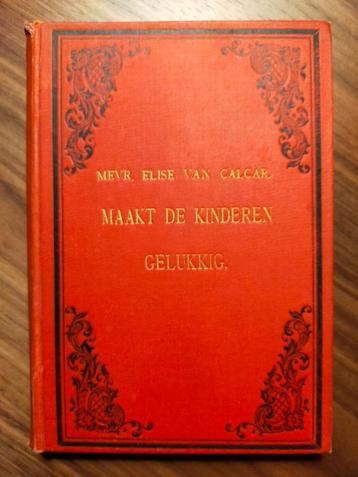 MEVR. ELISE VAN CALCAR.
MAAKT DE KINDEREN
GELUKKIG.